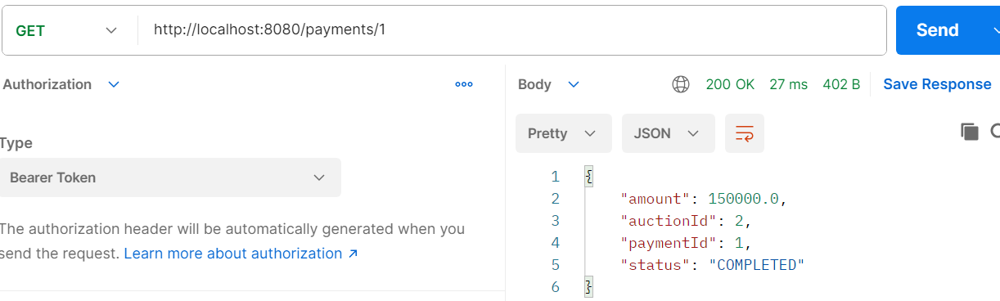 GET
http://localhost:8080/payments/1
Send
Authorization
Type
Bearer Token
The authorization header will be automatically generated when you
send the request. Learn more about authorization ↗
Body
200 OK 27 ms 402 B Save Response
Pretty JSON
1 {
2 "amount": 150000.0,
3 "auctionId": 2,
4 "paymentId": 1,
5 "status": "COMPLETED"
6 }